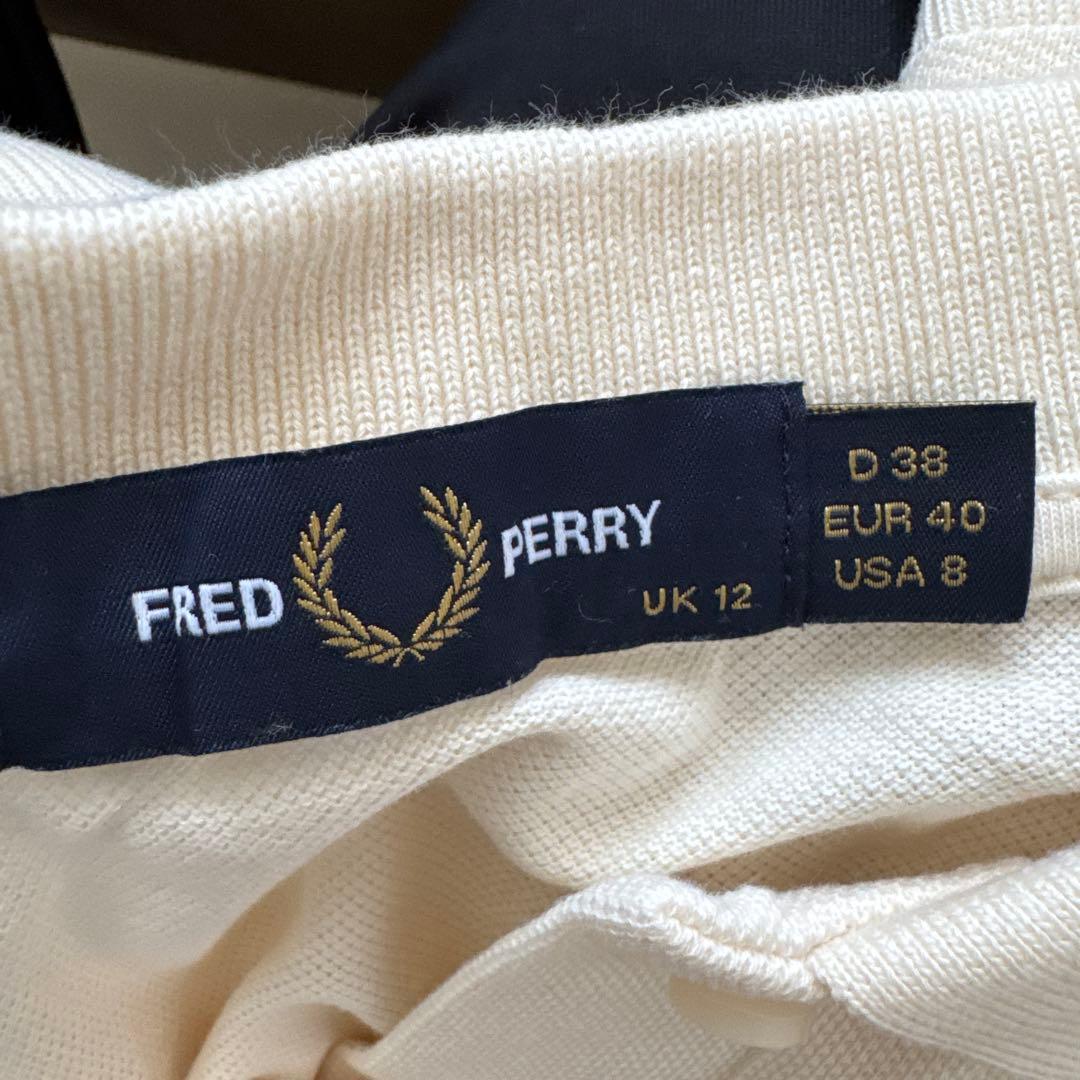 FRED PERRY
UK 12
D 38
EUR 40
USA 8